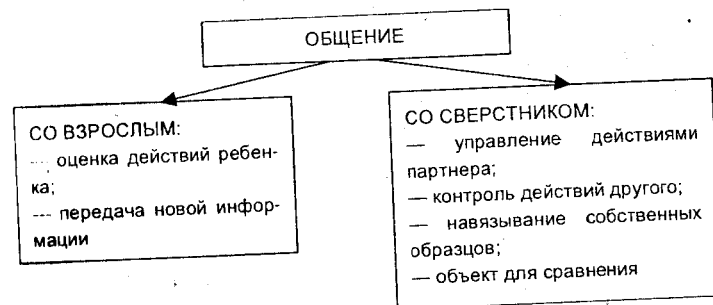 ОБЩЕНИЕ
СО ВЗРОСЛЫМ:
— оценка действий ребен-
ка;
— передача новой инфор-
мации
СО СВЕРСТНИКОМ:
— управление действиями
партнера;
— контроль действий другого;
— навязывание собственных
образцов;
— объект для сравнения